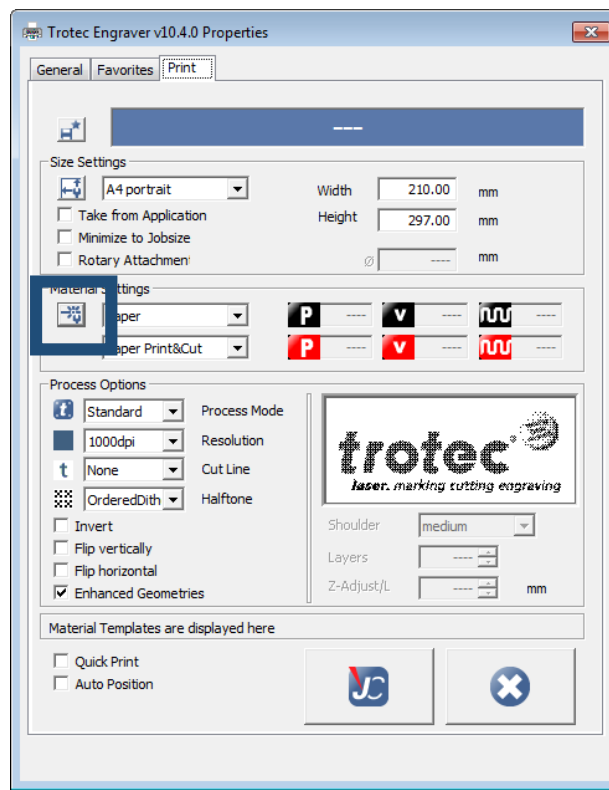 Trotec Engraver v10.4.0 Properties
General Favorites Print
---
Size Settings
A4 portrait Width 210.00 mm
Take from Application Height 297.00 mm
Minimize to Jobsize
Rotary Attachment Ø ---- mm
Material Settings
aper P ---- v ---- ----
aper Print&Cut P ---- v ---- ----
Process Options
t Standard Process Mode
1000dpi Resolution
t None Cut Line
OrderedDith Halftone
trotec
laser. marking cutting engraving
Invert
Flip vertically
Flip horizontal
Enhanced Geometries
Shoulder medium
Layers ----
Z-Adjust/L ---- mm
Material Templates are displayed here
Quick Print
Auto Position
JC